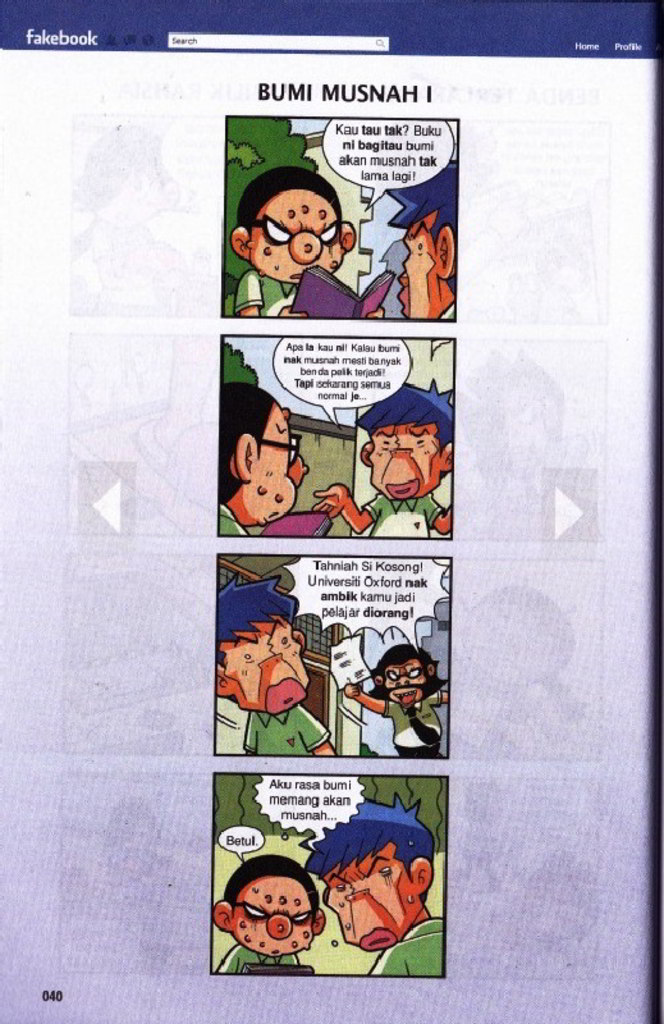 fakebook
Search
Home Profile
BUMI MUSNAH I
Kau tau tak? Buku
ni bagitau bumi
akan musnah tak
lama lagi!
Apa la kau ni! Kalau bumi
nak musnah mesti banyak
benda pelik terjadi!
Tapi sekarang semua
normal je...
Tahniah Si Kosong!
Universiti Oxford nak
ambik kamu jadi
pelajar diorang!
Aku rasa bumi
memang akan
musnah...
Betul.
040